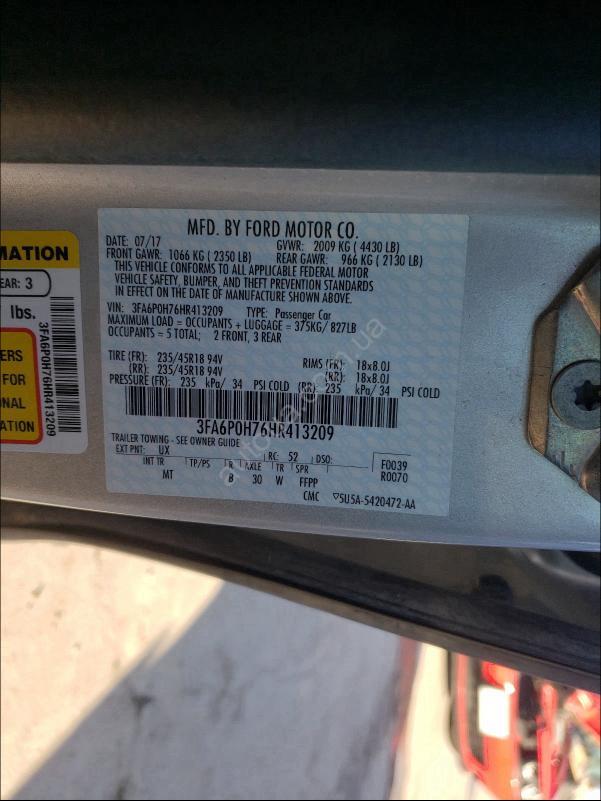 MFD. BY FORD MOTOR CO.
DATE: 07/17 GVWR: 2009 KG ( 4430 LB)
FRONT GAWR: 1066 KG ( 2350 LB) REAR GAWR: 966 KG ( 2130 LB)
THIS VEHICLE CONFORMS TO ALL APPLICABLE FEDERAL MOTOR
VEHICLE SAFETY, BUMPER, AND THEFT PREVENTION STANDARDS
IN EFFECT ON THE DATE OF MANUFACTURE SHOWN ABOVE.
VIN: 3FA6P0H76HR413209 TYPE: Passenger Car
MAXIMUM LOAD = OCCUPANTS + LUGGAGE = 375KG/ 827LB
OCCUPANTS = 5 TOTAL; 2 FRONT, 3 REAR
TIRE (FR): 235/45R18 94V RIMS (FR): 18x8.0J
(RR): 235/45R18 94V (RR): 18x8.0J
PRESSURE (FR): 235 kPa/ 34 PSI COLD (RR) 235 kPa/ 34 PSI COLD
3FA6P0H76HR413209
TRAILER TOWING - SEE OWNER GUIDE
EXT PNT: UX RC: 52 DSO: F0039
INT TR TP/PS R AXLE TR SPR R0070
MT B 30 W FFPP
CMC 5U5A-5420472-AA
MATION
EAR: 3
lbs.
ERS
FOR
ONAL
TION
3FA6P0H76HR413209